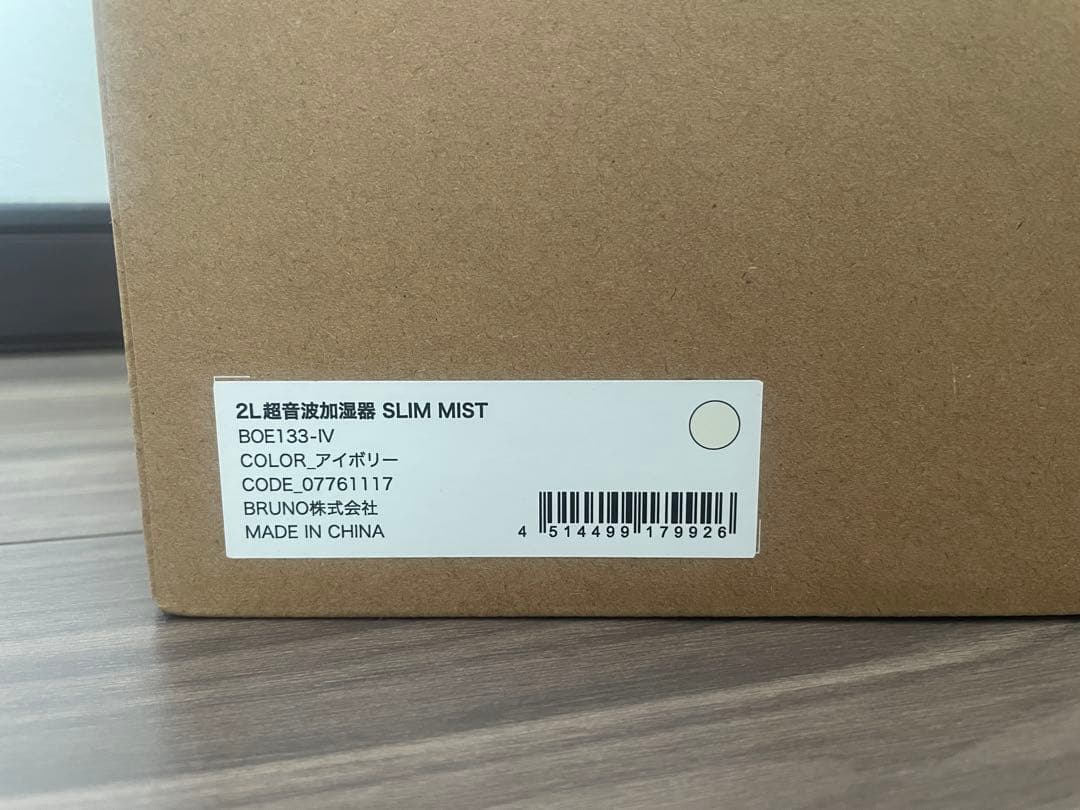 2L超音波加湿器 SLIM MIST
BOE133-IV
COLOR_アイボリー
CODE_07761117
BRUNO株式会社
MADE IN CHINA
4 514499 179926